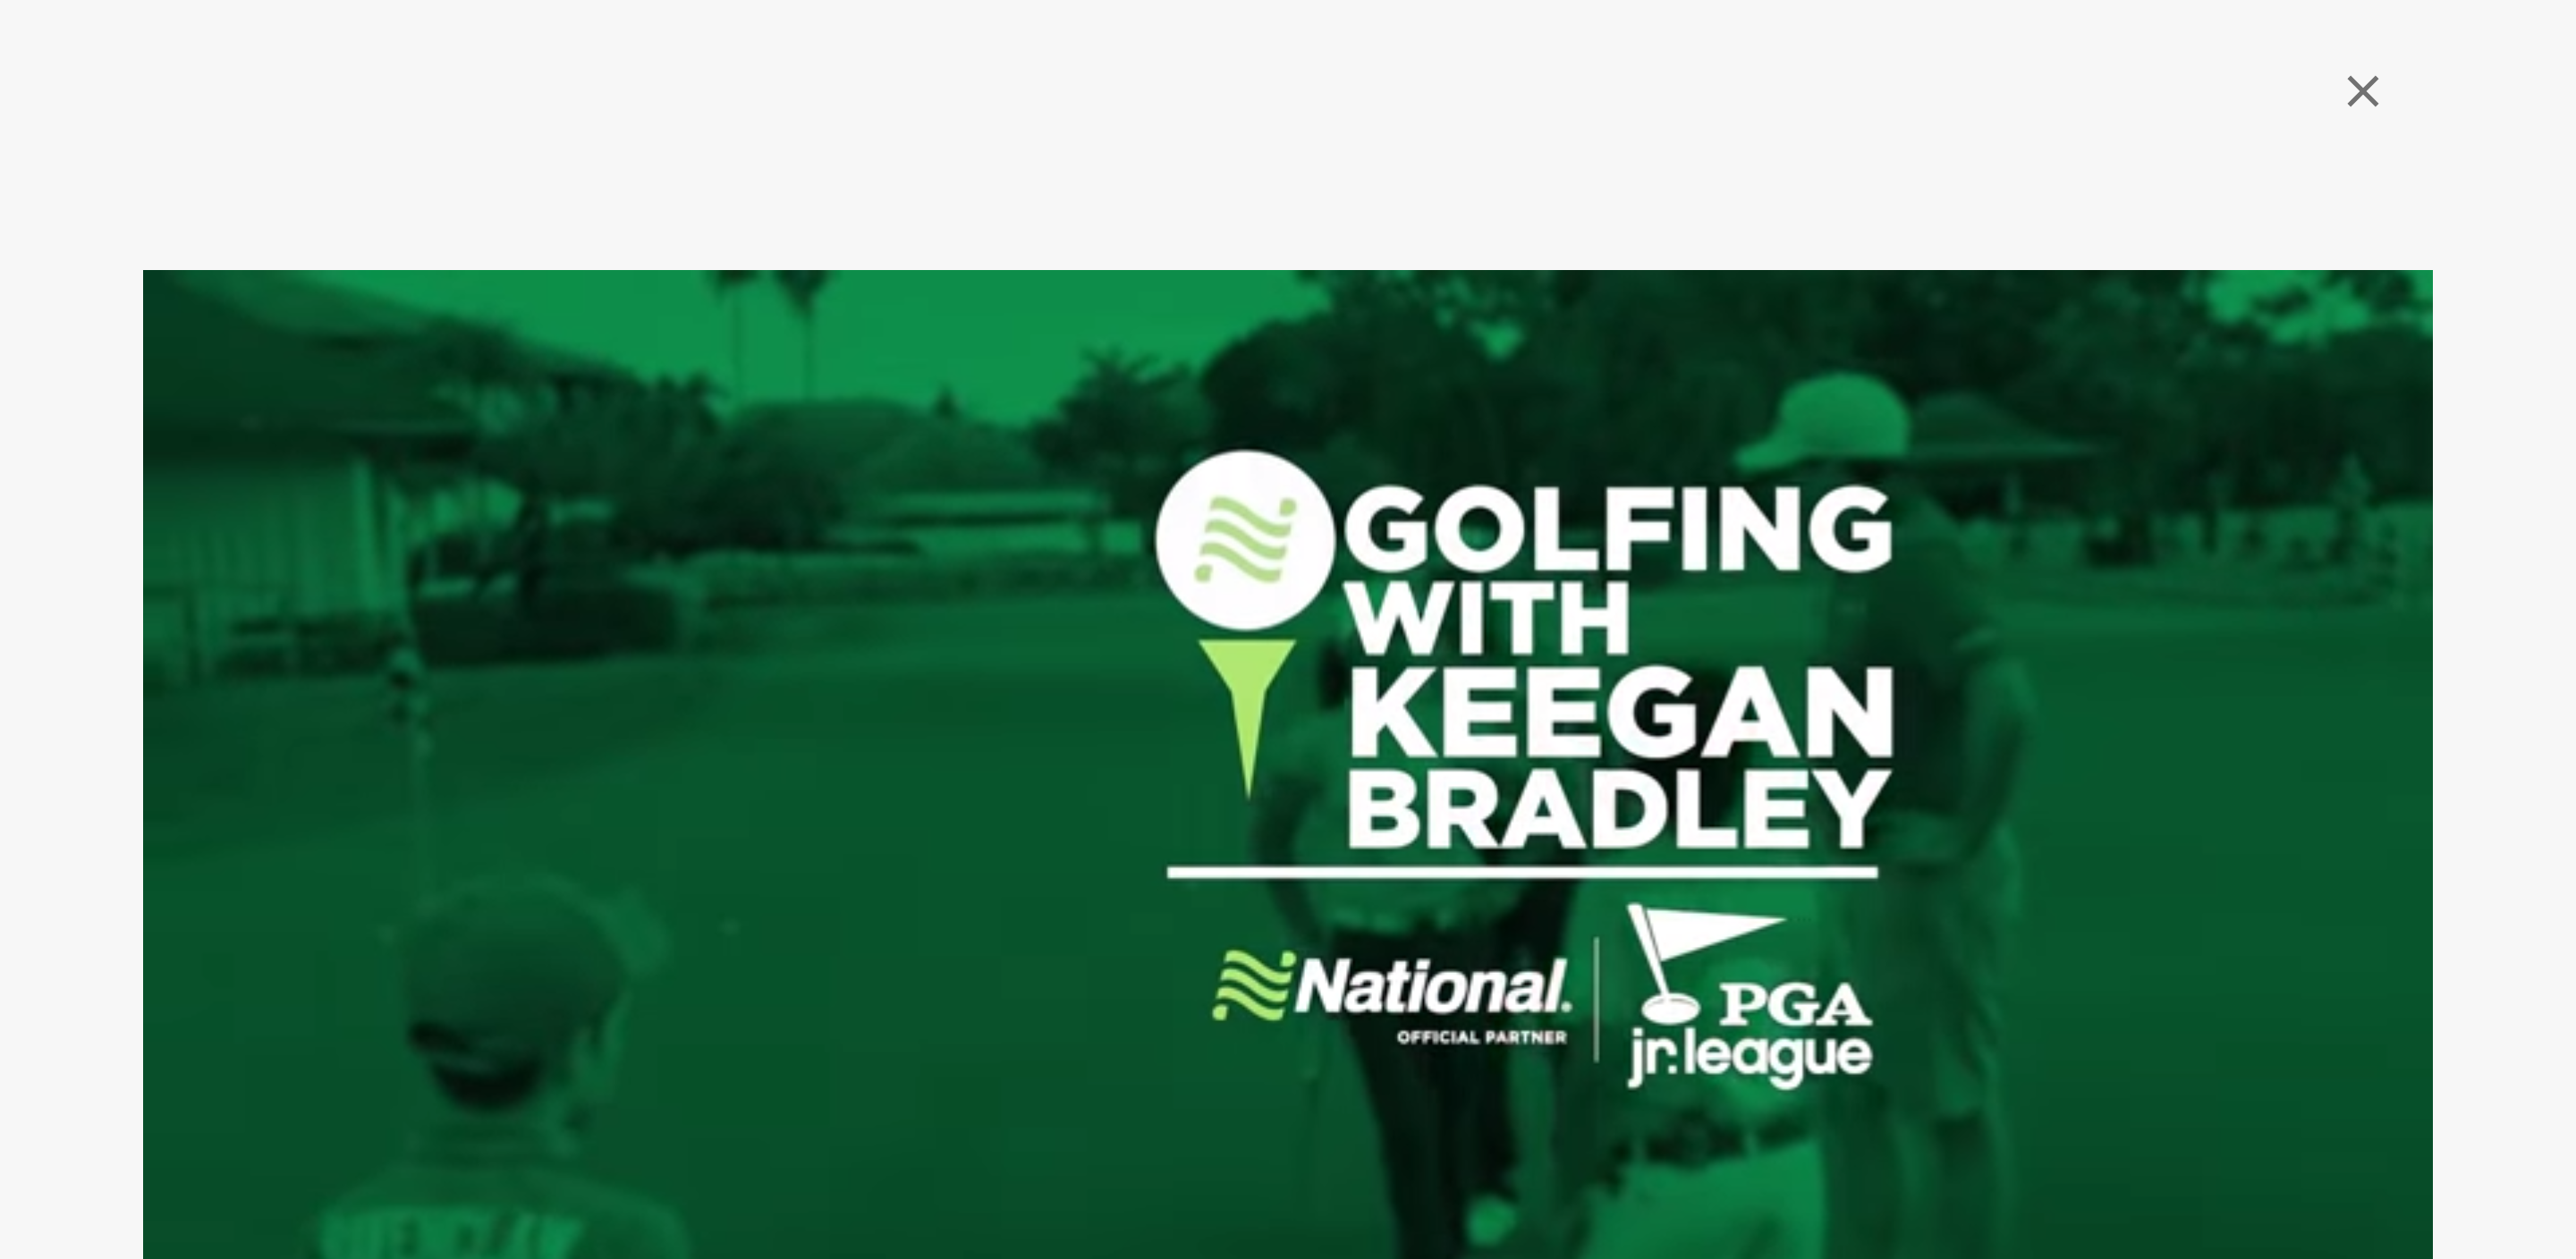 GOLFING
WITH
KEEGAN
BRADLEY
National.
OFFICIAL PARTNER
PGA
jr.league